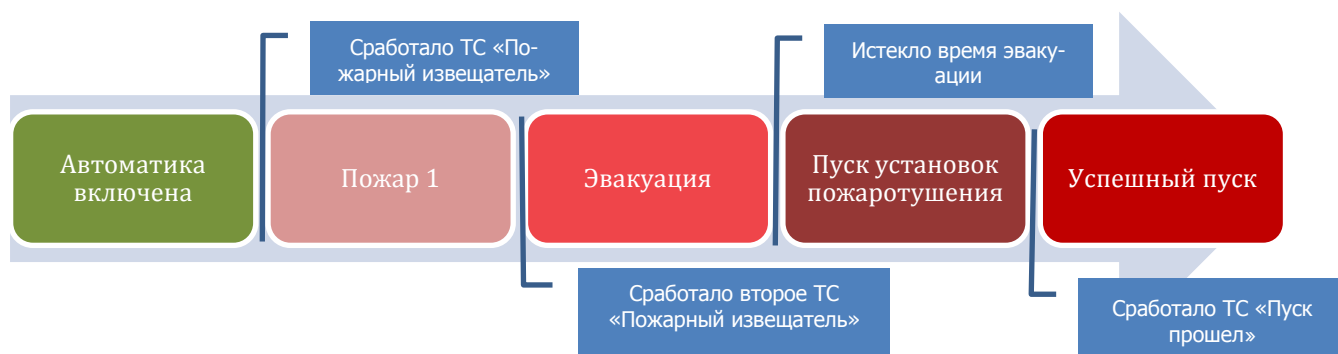 Сработало ТС «По-
жарный извещатель»
Истекло время эваку-
ации
Автоматика
включена
Пожар 1
Эвакуация
Пуск установок
пожаротушения
Успешный пуск
Сработало второе ТС
«Пожарный извещатель»
Сработало ТС «Пуск
прошел»